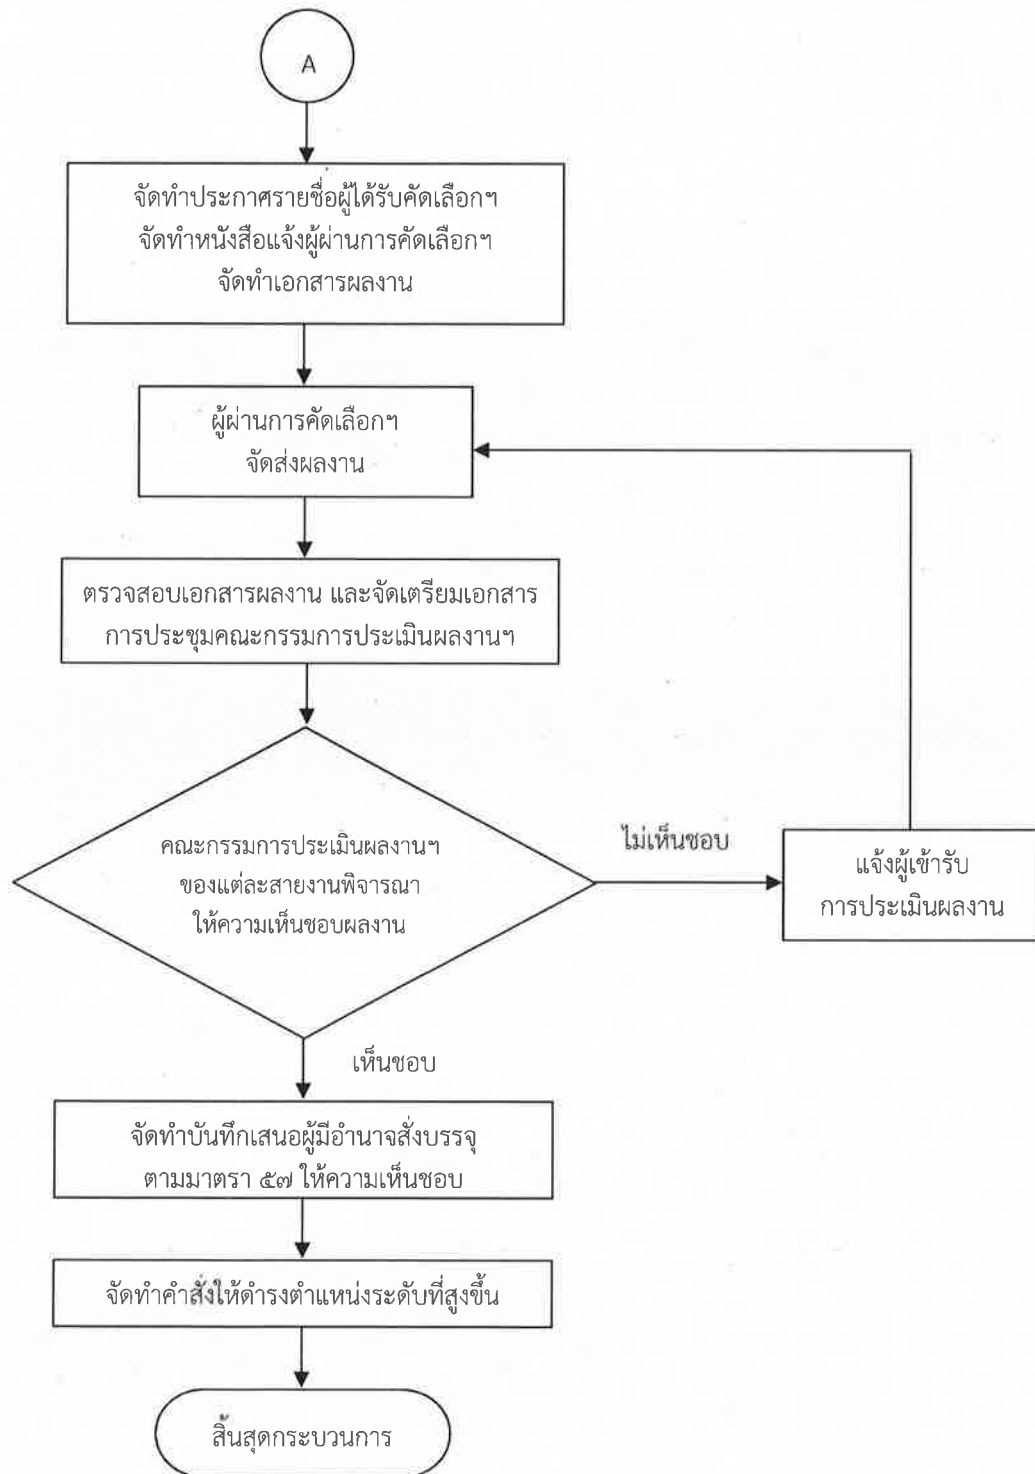 A
จัดทำประกาศรายชื่อผู้ได้รับคัดเลือกฯ
จัดทำหนังสือแจ้งผู้ผ่านการคัดเลือกฯ
จัดทำเอกสารผลงาน
ผู้ผ่านการคัดเลือกฯ
จัดส่งผลงาน
ตรวจสอบเอกสารผลงาน และจัดเตรียมเอกสาร
การประชุมคณะกรรมการประเมินผลงานฯ
คณะกรรมการประเมินผลงานฯ
ของแต่ละสายงานพิจารณา
ให้ความเห็นชอบผลงาน
ไม่เห็นชอบ
แจ้งผู้เข้ารับ
การประเมินผลงาน
เห็นชอบ
จัดทำบันทึกเสนอผู้มีอำนาจสั่งบรรจุ
ตามมาตรา ๕๗ ให้ความเห็นชอบ
จัดทำคำสั่งให้ดำรงตำแหน่งระดับที่สูงขึ้น
สิ้นสุดกระบวนการ